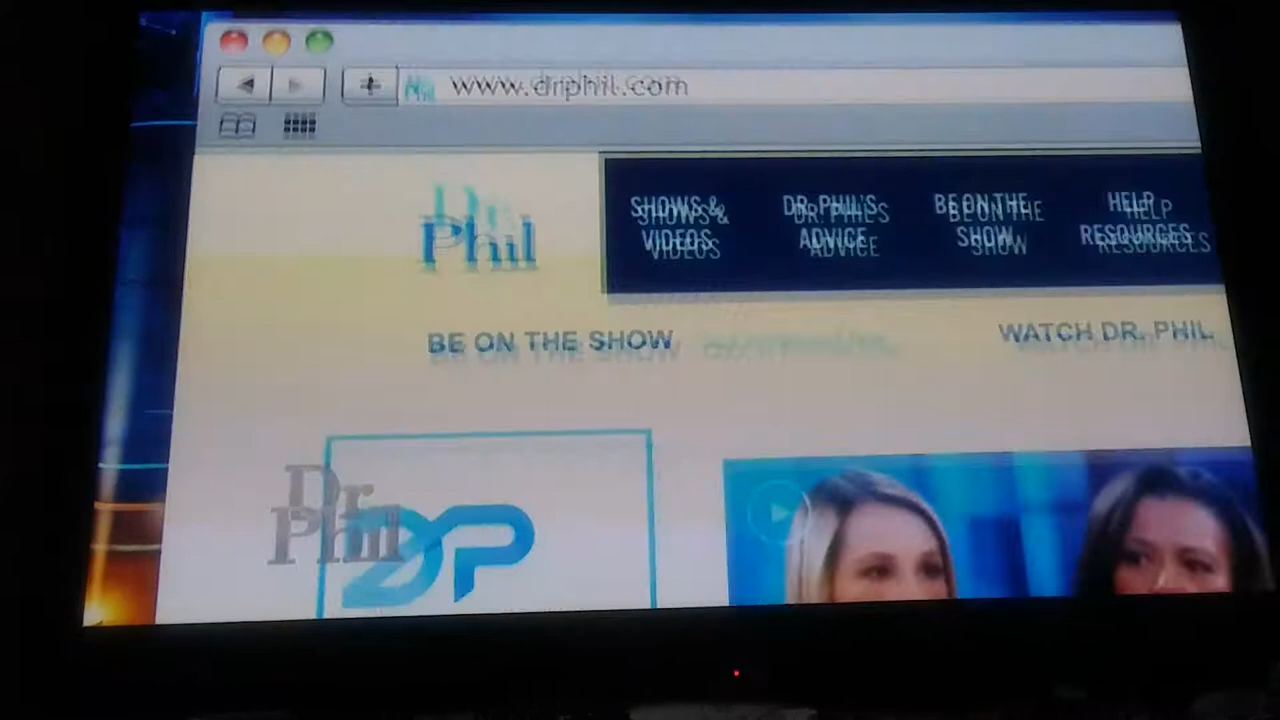 www.drphil.com
Dr.
Phil
SHOWS &
VIDEOS
DR. PHIL'S
ADVICE
BE ON THE
SHOW
HELP
RESOURCES
BE ON THE SHOW
WATCH DR. PHIL
Dr.
Phil
DP